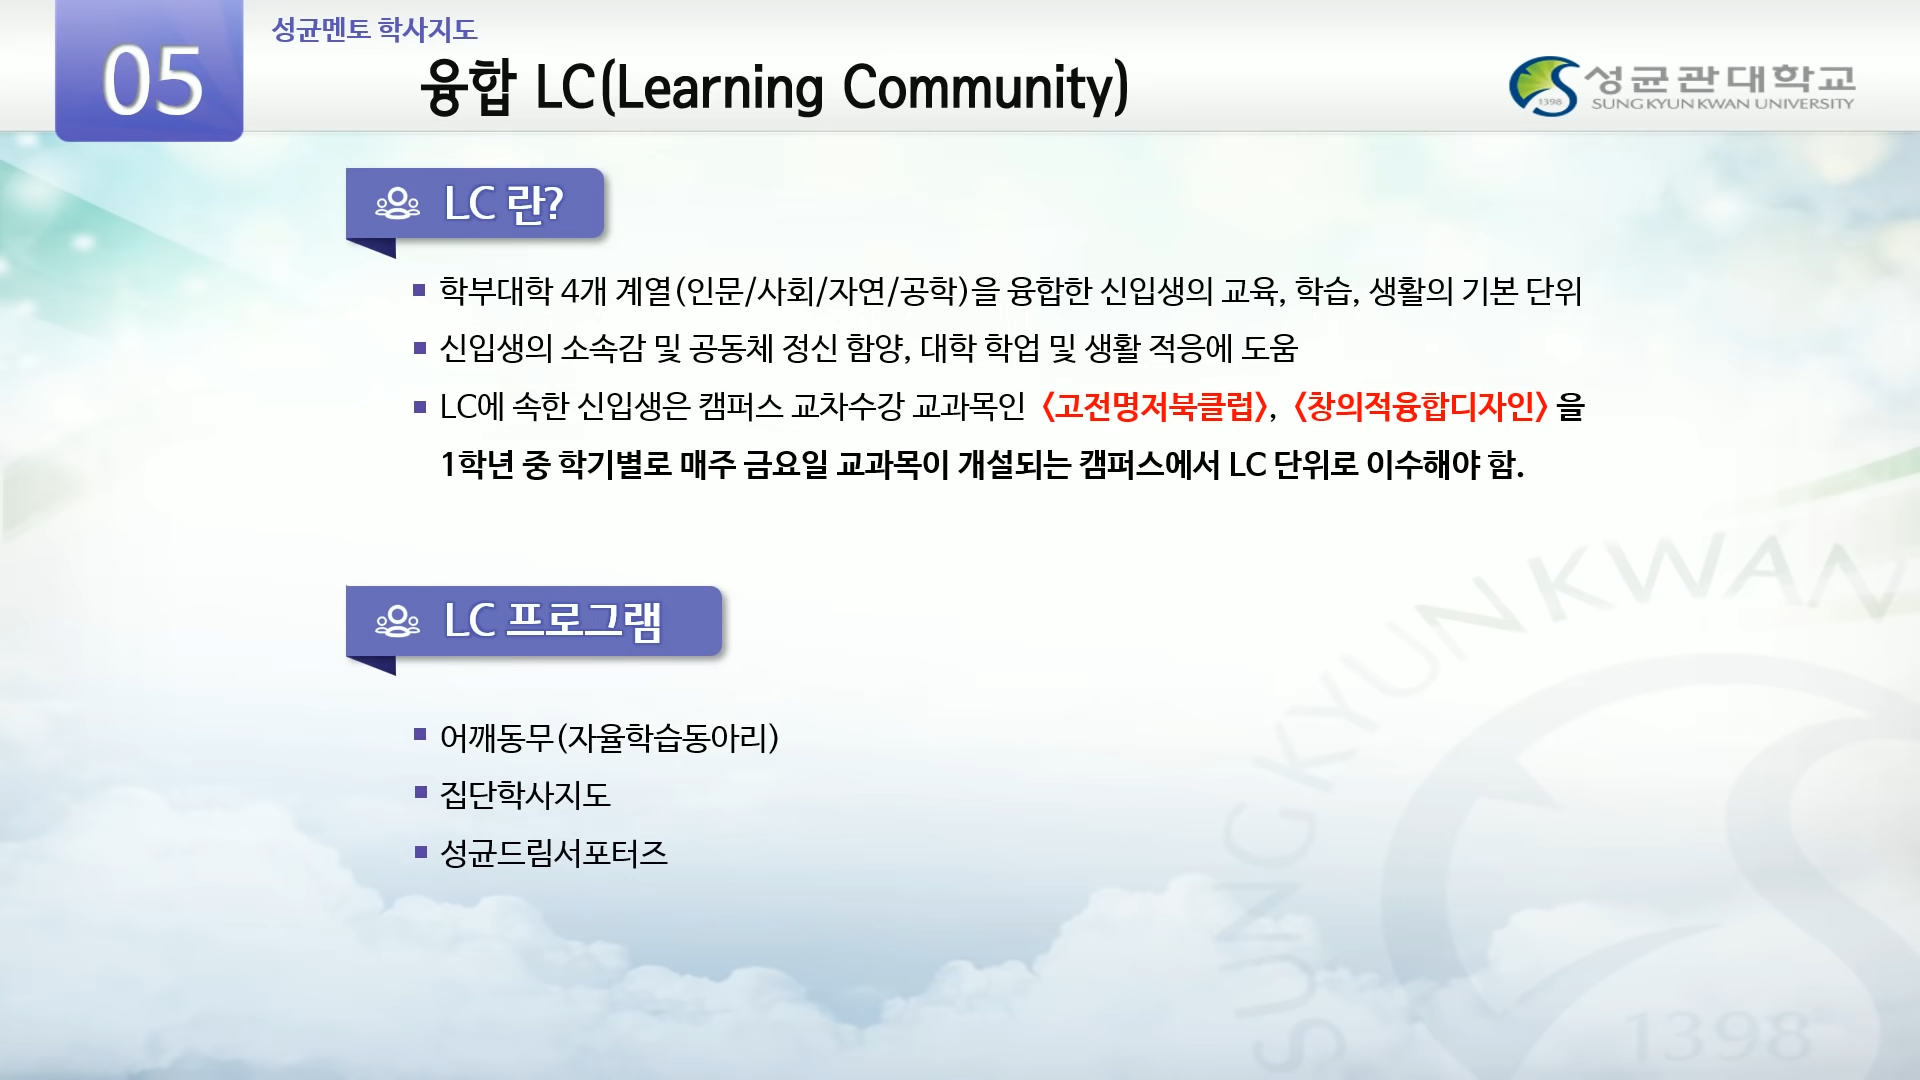 05
성균멘토 학사지도
융합 LC(Learning Community)
1398
성균관대학교
SUNG KYUN KWAN UNIVERSITY
LC 란?
■ 학부대학 4개 계열(인문/사회/자연/공학)을 융합한 신입생의 교육, 학습, 생활의 기본 단위
■ 신입생의 소속감 및 공동체 정신 함양, 대학 학업 및 생활 적응에 도움
■ LC에 속한 신입생은 캠퍼스 교차수강 교과목인 <고전명저북클럽>, <창의적융합디자인> 을
1학년 중 학기별로 매주 금요일 교과목이 개설되는 캠퍼스에서 LC 단위로 이수해야 함.
LC 프로그램
■ 어깨동무(자율학습동아리)
■ 집단학사지도
■ 성균드림서포터즈
SUNG KYUN KWAN
1398